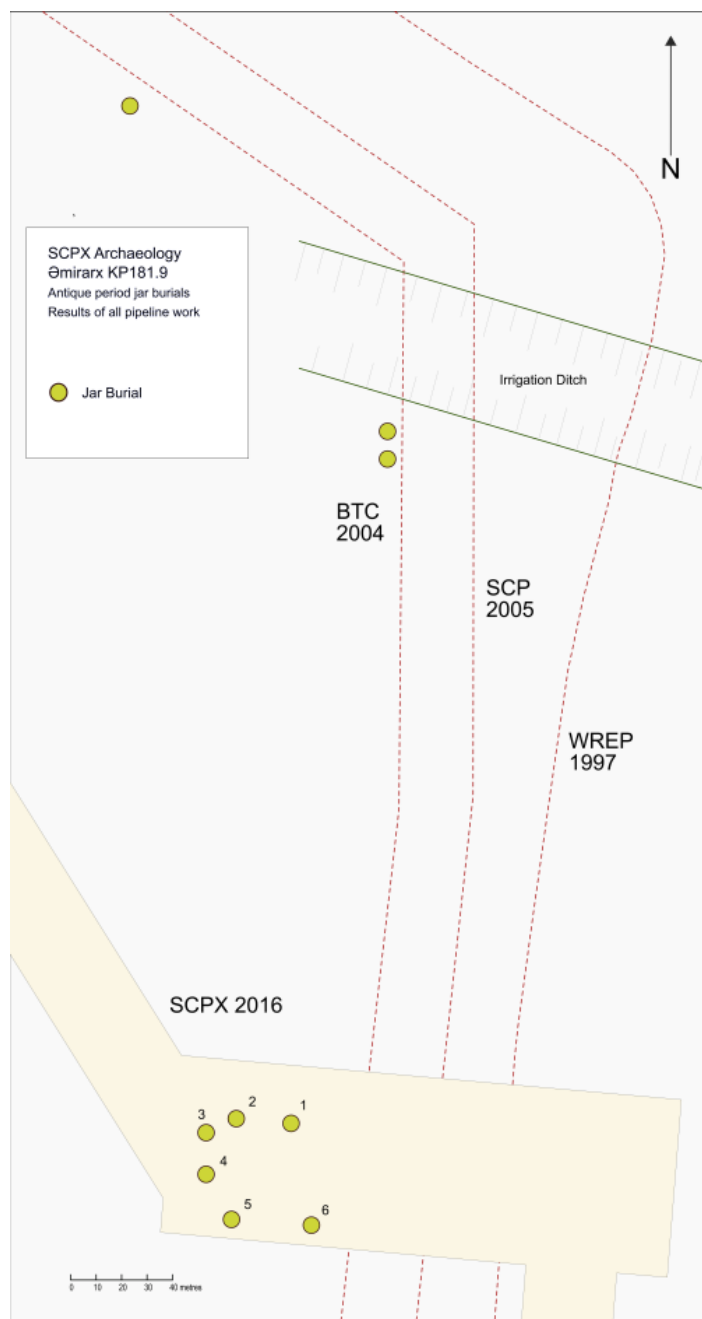 N
SCPX Archaeology
Əmirarx KP181.9
Antique period jar burials
Results of all pipeline work
Jar Burial
Irrigation Ditch
BTC
2004
SCP
2005
WREP
1997
SCPX 2016
1
2
3
4
5
6
0 10 20 30 40 metres